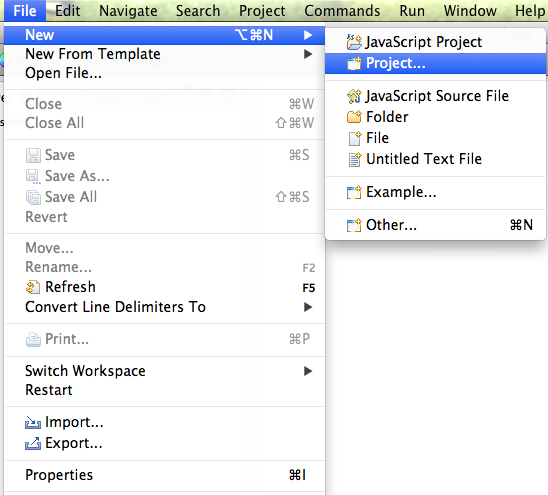 File Edit Navigate Search Project Commands Run Window Help
New ⌥⌘N ▶
New From Template ▶
Open File...
Close ⌘W
Close All ⇧⌘W
Save ⌘S
Save As...
Save All ⇧⌘S
Revert
Move...
Rename... F2
Refresh F5
Convert Line Delimiters To ▶
Print... ⌘P
Switch Workspace ▶
Restart
Import...
Export...
Properties ⌘I
JavaScript Project
Project...
JavaScript Source File
Folder
File
Untitled Text File
Example...
Other... ⌘N